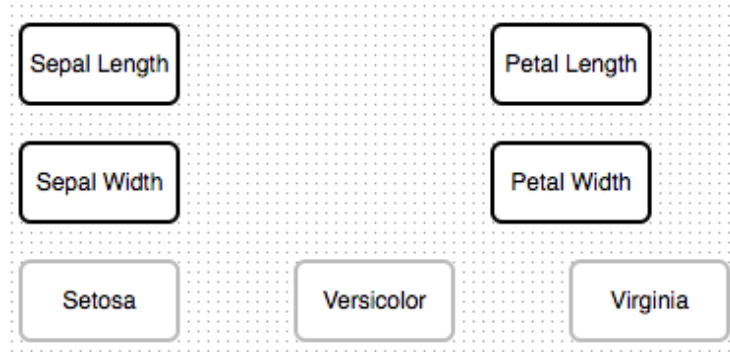 Sepal Length
Petal Length
Sepal Width
Petal Width
Setosa
Versicolor
Virginia